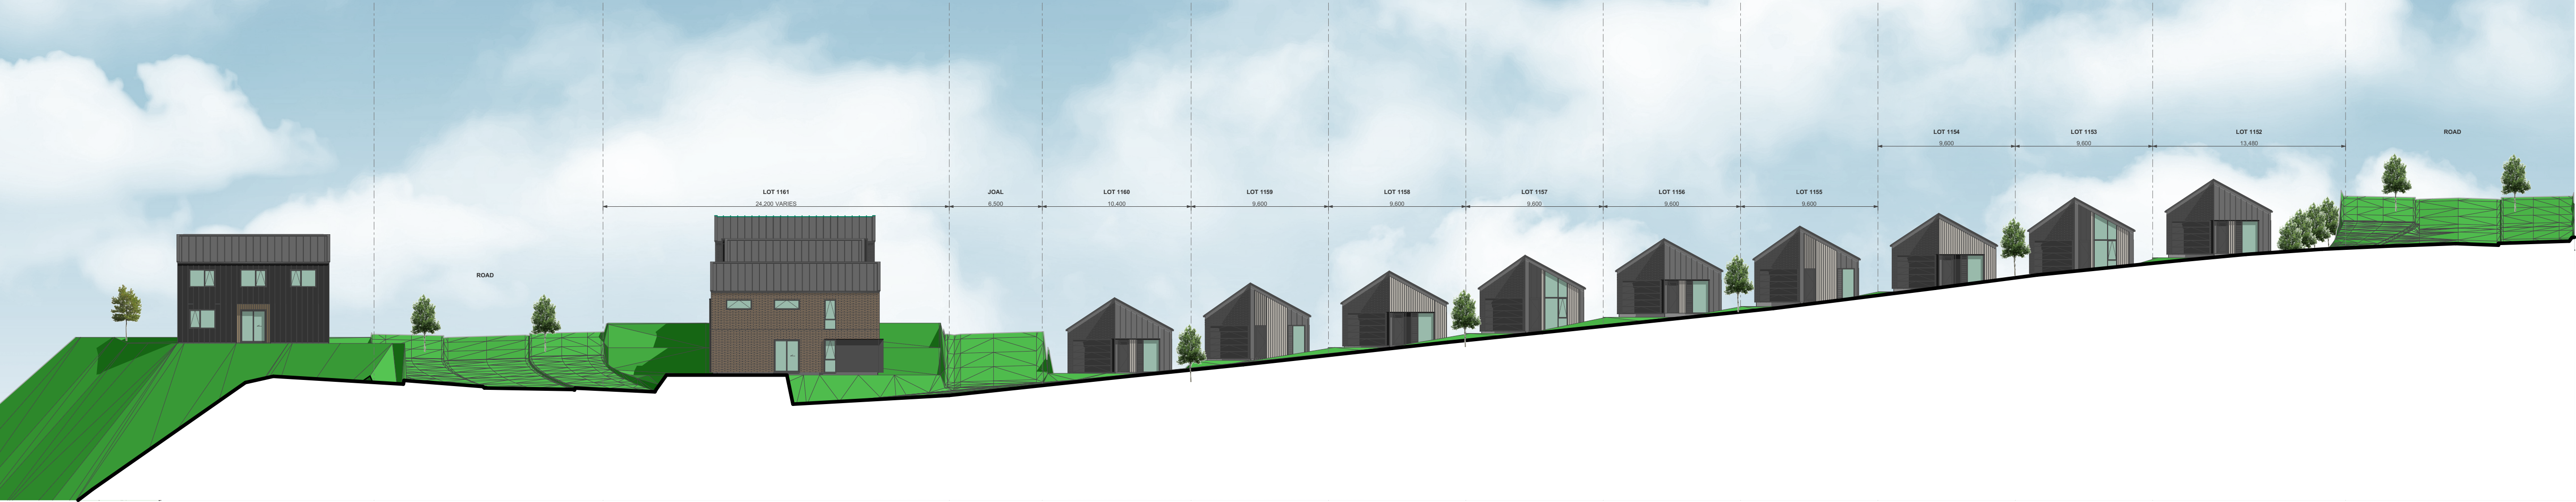 LOT 1154
LOT 1153
LOT 1152
ROAD
9,600
9,600
13,480
LOT 1161
JOAL
LOT 1160
LOT 1159
LOT 1158
LOT 1157
LOT 1156
LOT 1155
24,200 VARIES
6,500
10,400
9,600
9,600
9,600
9,600
9,600
ROAD